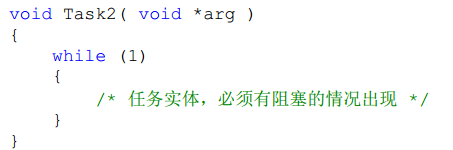 void Task2( void *arg )
{
    while (1)
    {
        /* 任务实体，必须有阻塞的情况出现 */
    }
}